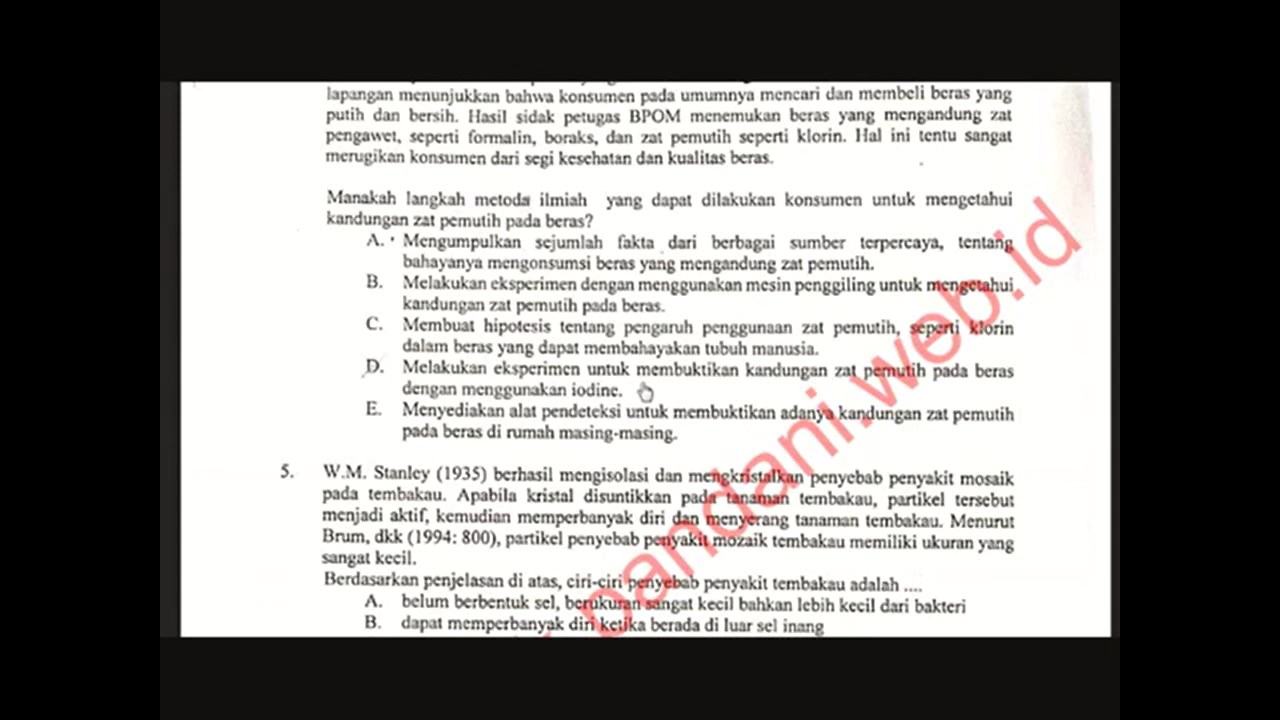 lapangan menunjukkan bahwa konsumen pada umumnya mencari dan membeli beras yang
putih dan bersih. Hasil sidak petugas BPOM menemukan beras yang mengandung zat
pengawet, seperti formalin, boraks, dan zat pemutih seperti klorin. Hal ini tentu sangat
merugikan konsumen dari segi kesehatan dan kualitas beras.
Manakah langkah metoda ilmiah yang dapat dilakukan konsumen untuk mengetahui
kandungan zat pemutih pada beras?
A. Mengumpulkan sejumlah fakta dari berbagai sumber terpercaya, tentang
bahayanya mengonsumsi beras yang mengandung zat pemutih.
B. Melakukan eksperimen dengan menggunakan mesin penggiling untuk mengetahui
kandungan zat pemutih pada beras.
C. Membuat hipotesis tentang pengaruh penggunaan zat pemutih, seperti klorin
dalam beras yang dapat membahayakan tubuh manusia.
D. Melakukan eksperimen untuk membuktikan kandungan zat pemutih pada beras
dengan menggunakan iodine.
E. Menyediakan alat pendeteksi untuk membuktikan adanya kandungan zat pemutih
pada beras di rumah masing-masing.
5. W.M. Stanley (1935) berhasil mengisolasi dan mengkristalkan penyebab penyakit mosaik
pada tembakau. Apabila kristal disuntikkan pada tanaman tembakau, partikel tersebut
menjadi aktif, kemudian memperbanyak diri dan menyerang tanaman tembakau. Menurut
Brum, dkk (1994: 800), partikel penyebab penyakit mozaik tembakau memiliki ukuran yang
sangat kecil.
Berdasarkan penjelasan di atas, ciri-ciri penyebab penyakit tembakau adalah ....
A. belum berbentuk sel, berukuran sangat kecil bahkan lebih kecil dari bakteri
B. dapat memperbanyak diri ketika berada di luar sel inang
pandani.web.id